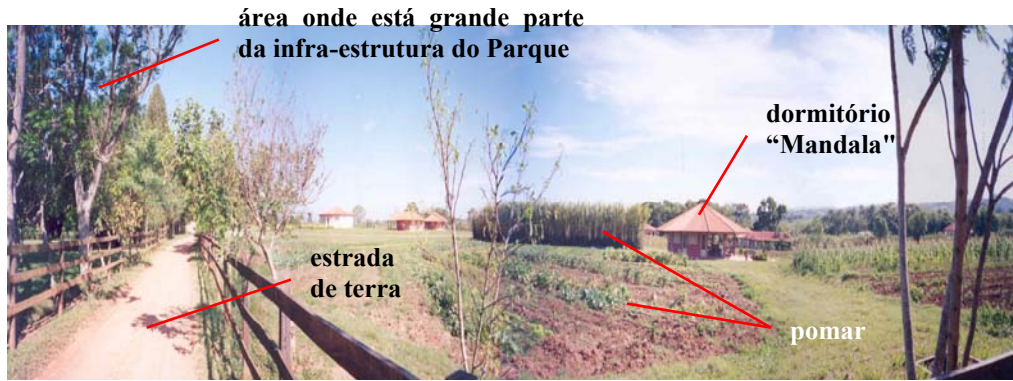 área onde está grande parte
da infra-estrutura do Parque
dormitório
“Mandala"
estrada
de terra
pomar